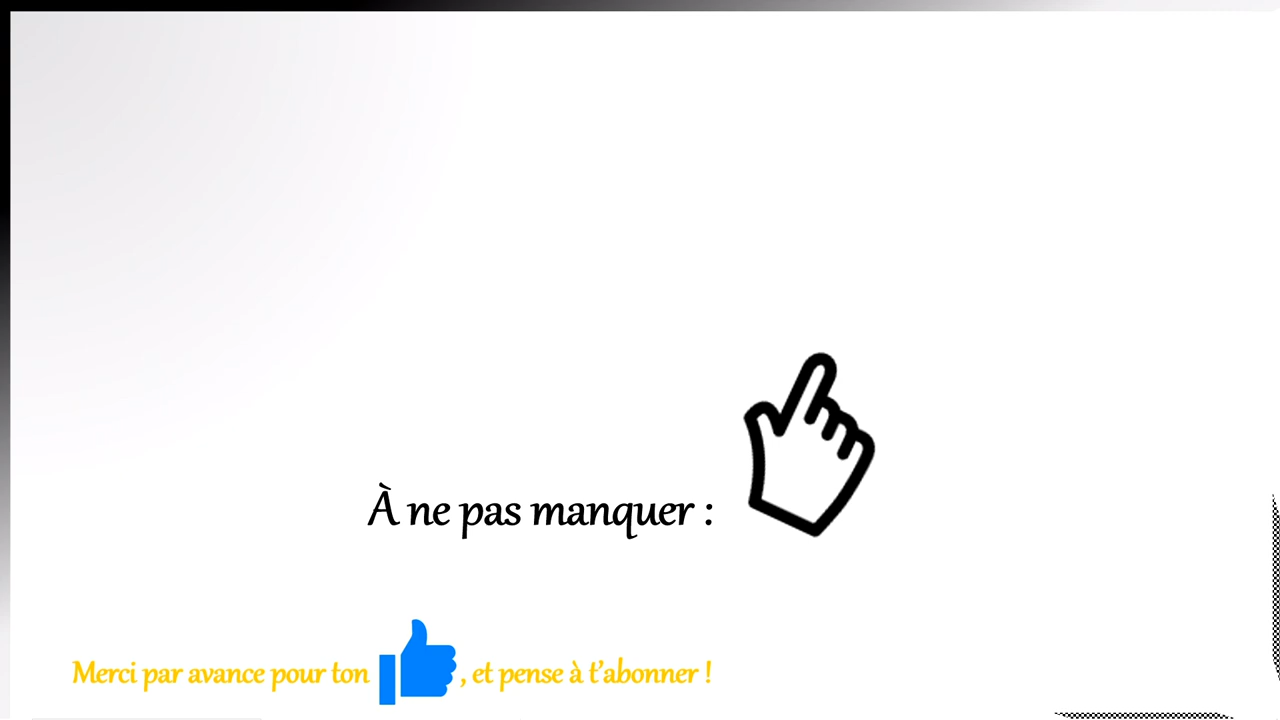 À ne pas manquer :
Merci par avance pour ton , et pense à t’abonner !